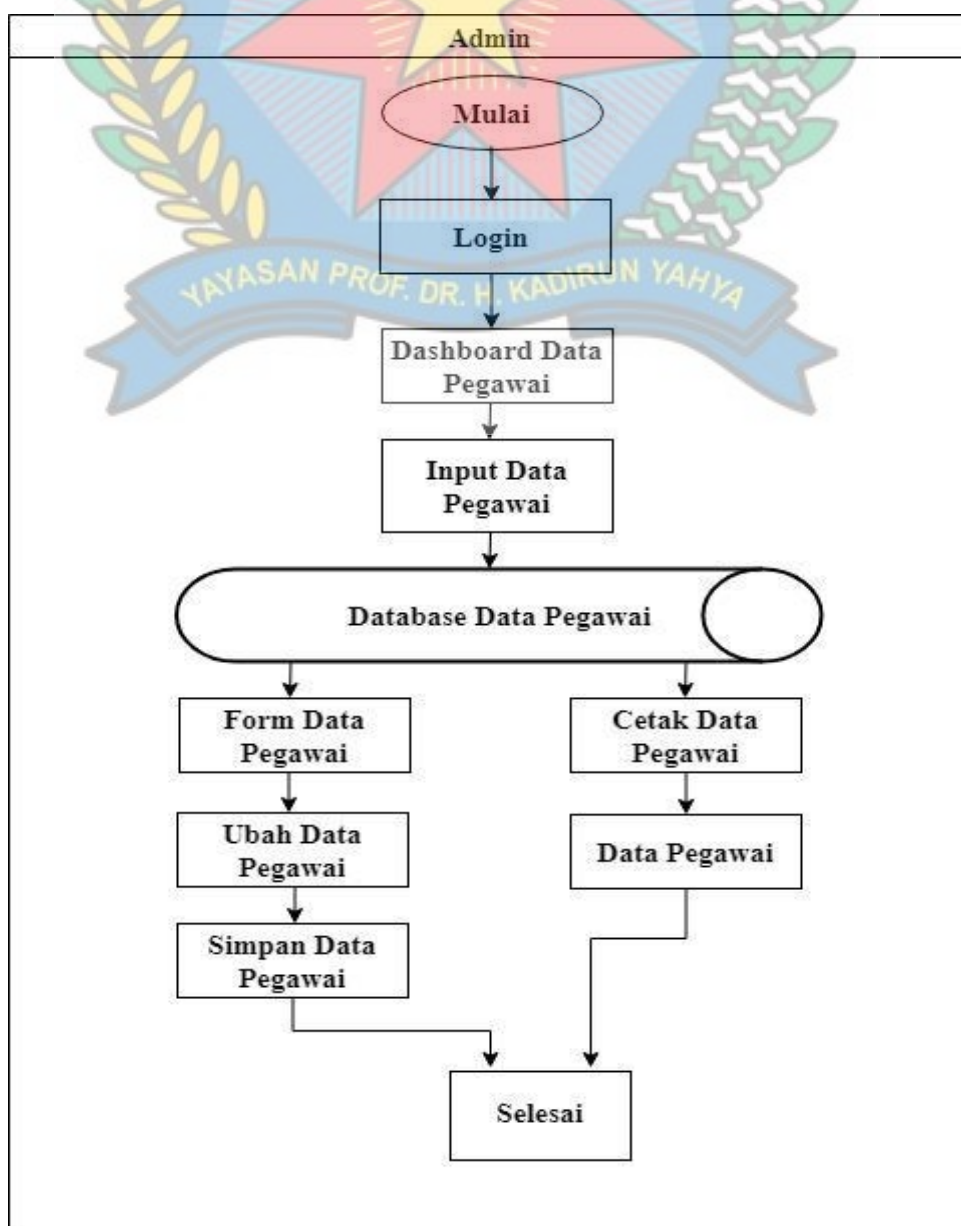 Admin
Mulai
Login
YAYASAN PROF. DR. H. KADIRUN YAHYA
Dashboard Data
Pegawai
Input Data
Pegawai
Database Data Pegawai
Form Data
Pegawai
Cetak Data
Pegawai
Ubah Data
Pegawai
Data Pegawai
Simpan Data
Pegawai
Selesai